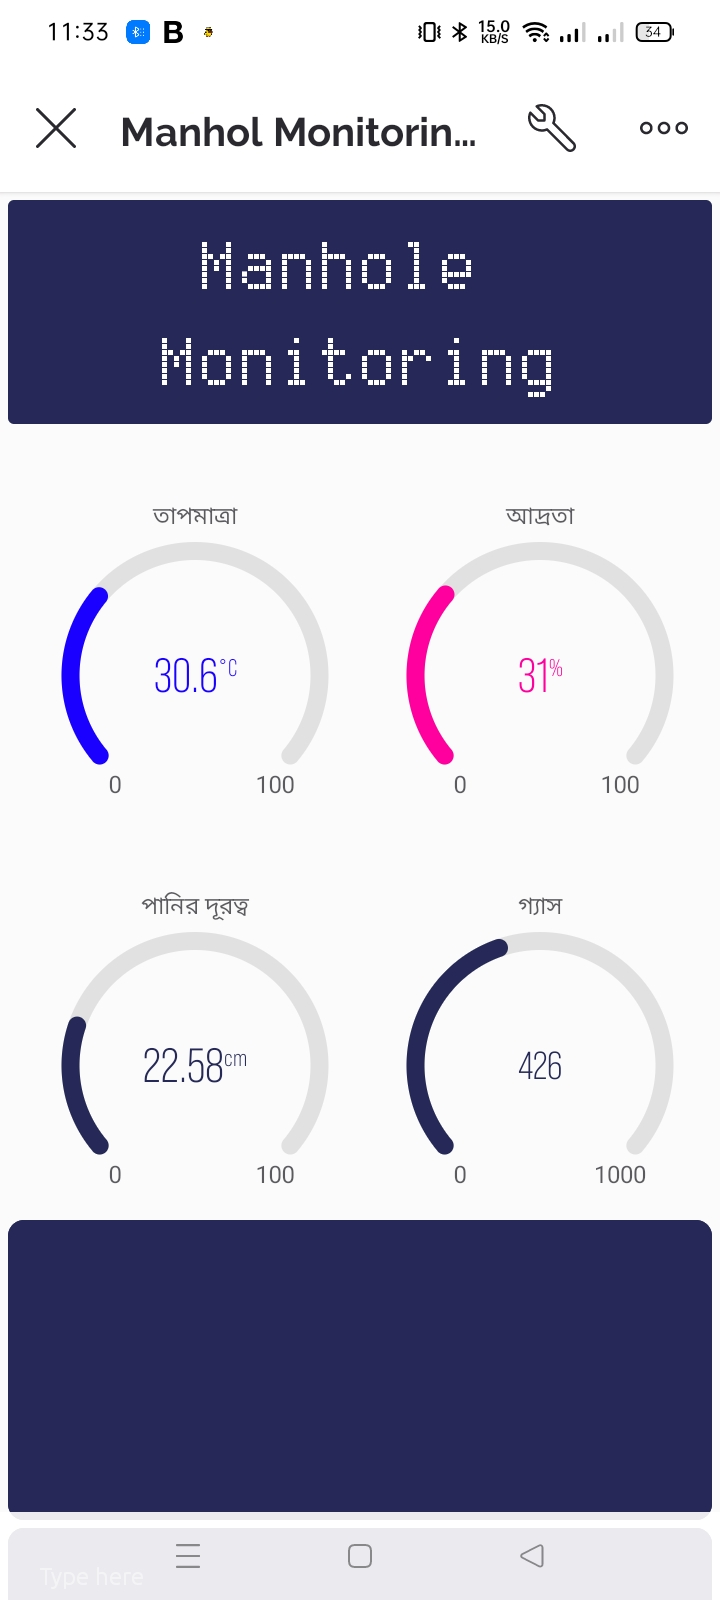 11:33 B 15.0 KB/S 34
Manhol Monitorin...
Manhole
Monitoring
তাপমাত্রা
আদ্রতা
30.6°C
31%
0 100
0 100
পানির দূরত্ব
গ্যাস
22.58cm
426
0 100
0 1000
Type here